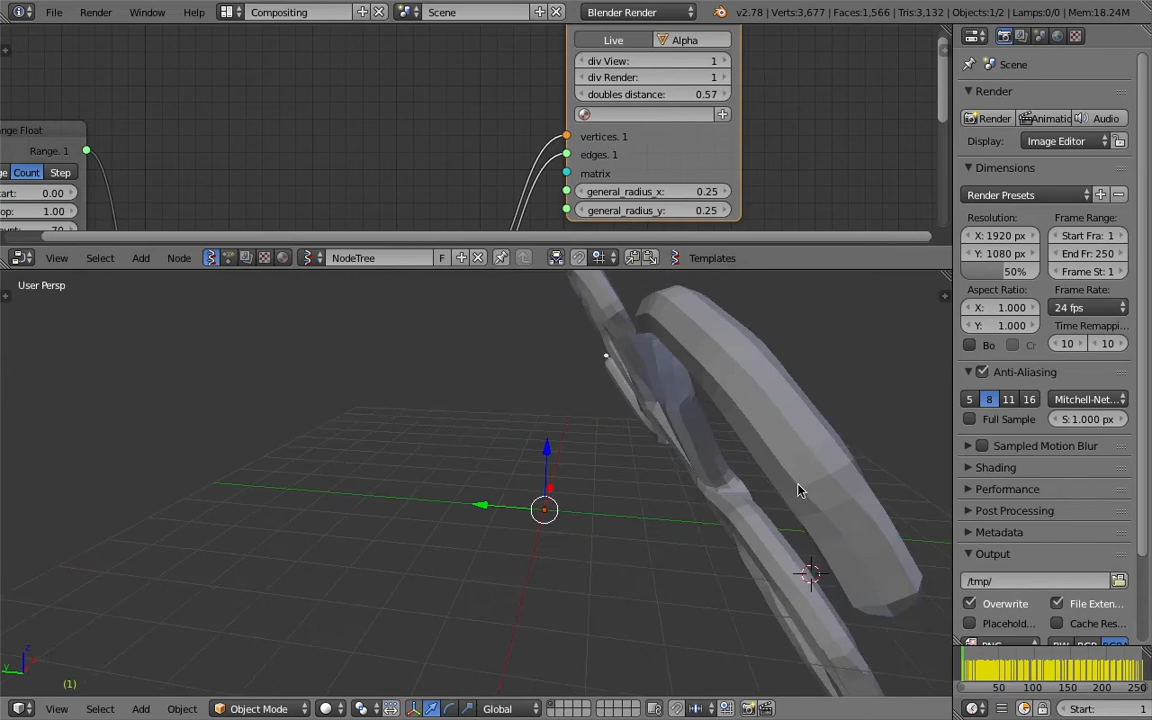 File Render Window Help Compositing Scene Blender Render v2.78 | Verts:3,677 | Faces:1,566 | Tris:3,132 | Objects:1/2 | Lamps:0/0 | Mem:18.24M
Live Alpha
div View: 1
div Render: 1
doubles distance: 0.57
vertices. 1
edges. 1
matrix
general_radius_x: 0.25
general_radius_y: 0.25
nge Float
Range. 1
Count Step
0.00
1.00
View Select Add Node NodeTree F Templates
User Persp
(1)
View Select Add Object Object Mode Global
Scene
Render
Render Animatic Audio
Display: Image Editor
Dimensions
Render Presets
Resolution: Frame Range:
X: 1920 px Start Fra: 1
Y: 1080 px End Fr: 250
50% Frame St: 1
Aspect Ratio: Frame Rate:
X: 1.000 24 fps
Y: 1.000 Time Remappi...
Bo Cr 10 10
Anti-Aliasing
5 8 11 16 Mitchell-Net...
Full Sample S: 1.000 px
Sampled Motion Blur
Shading
Performance
Post Processing
Metadata
Output
/tmp/
Overwrite File Exten...
Placehold... Cache Res...
50 100 150 200 250
Start: 1